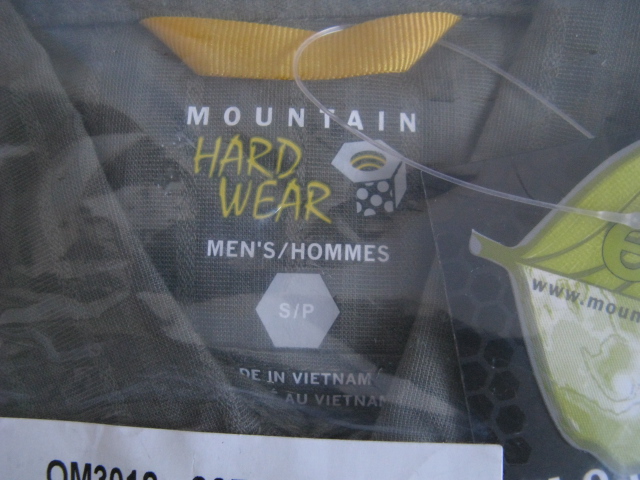 MOUNTAIN
HARD
WEAR
MEN'S/HOMMES
S/P
DE IN VIETNAM
AU VIETNAM
www.moun